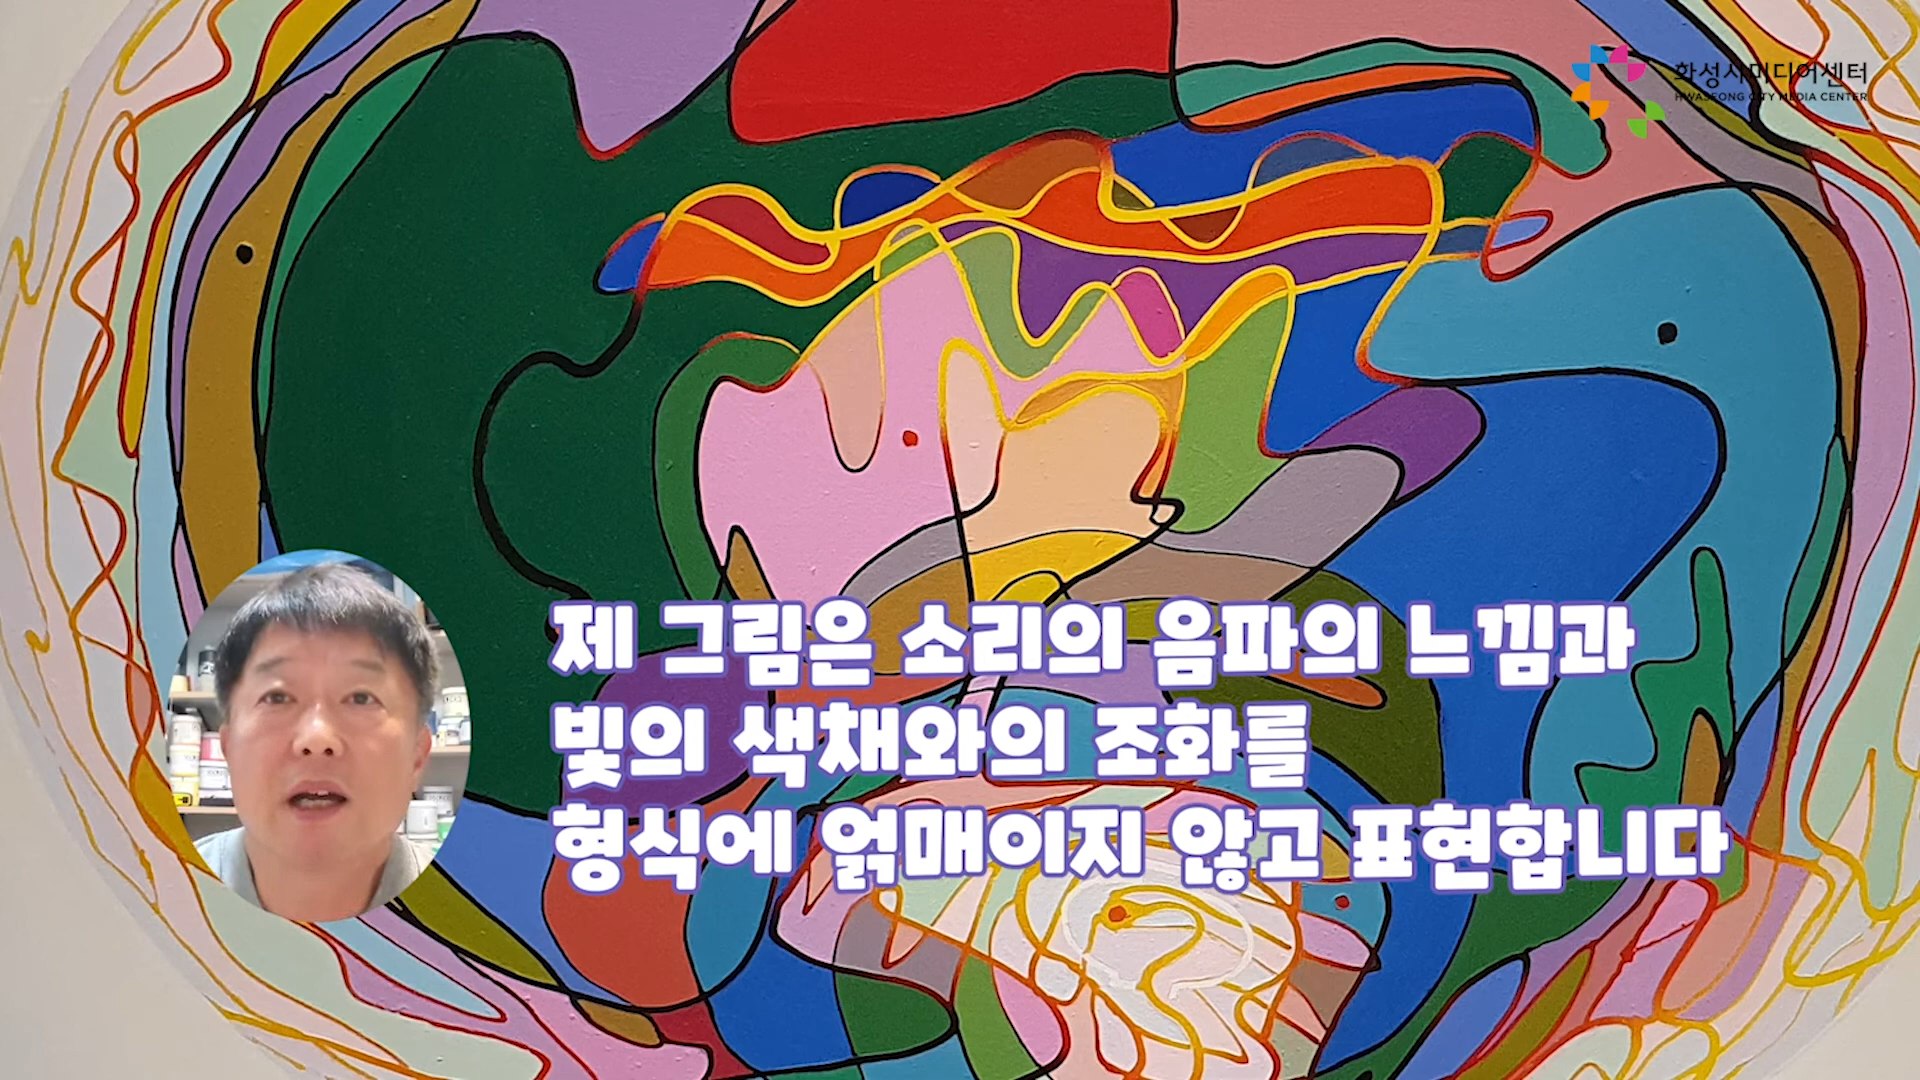 화성시미디어센터
HWASEONG CITY MEDIA CENTER
제 그림은 소리의 음파의 느낌과
빛의 색채와의 조화를
형식에 얽매이지 않고 표현합니다